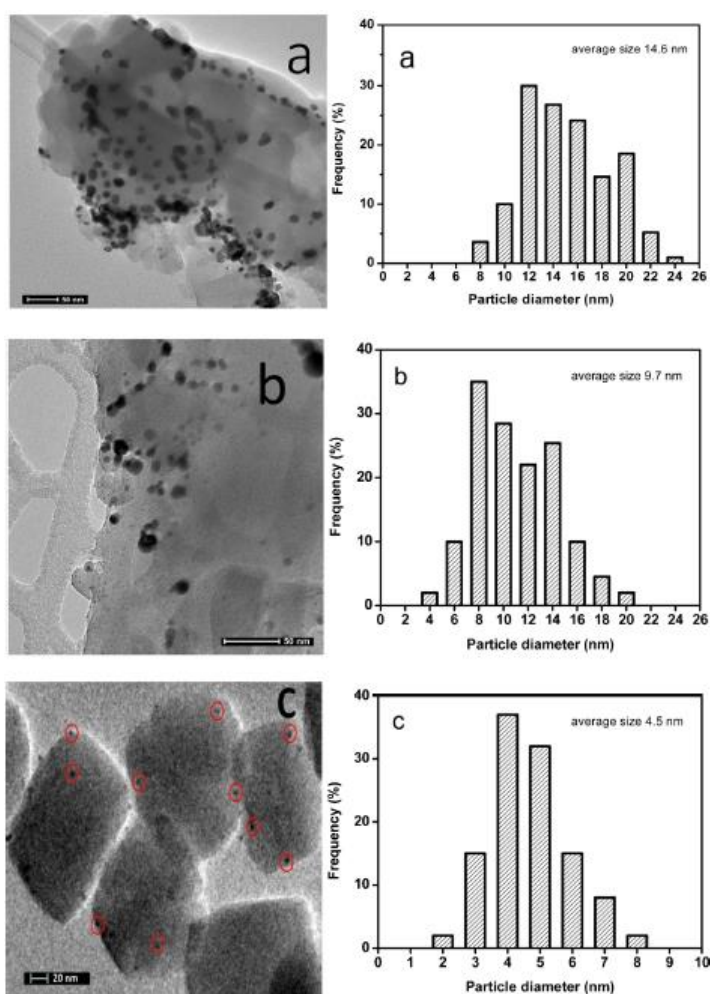 a
50 nm
a
average size 14.6 nm
Frequency (%)
40
30
20
10
0
0 2 4 6 8 10 12 14 16 18 20 22 24 26
Particle diameter (nm)
b
50 nm
b
average size 9.7 nm
Frequency (%)
40
30
20
10
0
0 2 4 6 8 10 12 14 16 18 20 22 24 26
Particle diameter (nm)
c
20 nm
c
average size 4.5 nm
Frequency (%)
40
30
20
10
0
0 1 2 3 4 5 6 7 8 9 10
Particle diameter (nm)